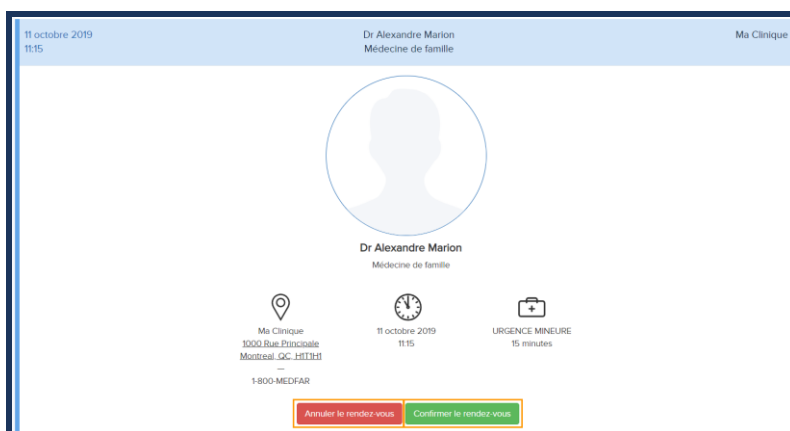 11 octobre 2019
11:15
Dr Alexandre Marion
Médecine de famille
Ma Clinique
Dr Alexandre Marion
Médecine de famille
Ma Clinique
1000 Rue Principale
Montreal, QC, H1T1H1
—
1-800-MEDFAR
11 octobre 2019
11:15
URGENCE MINEURE
15 minutes
Annuler le rendez-vous
Confirmer le rendez-vous